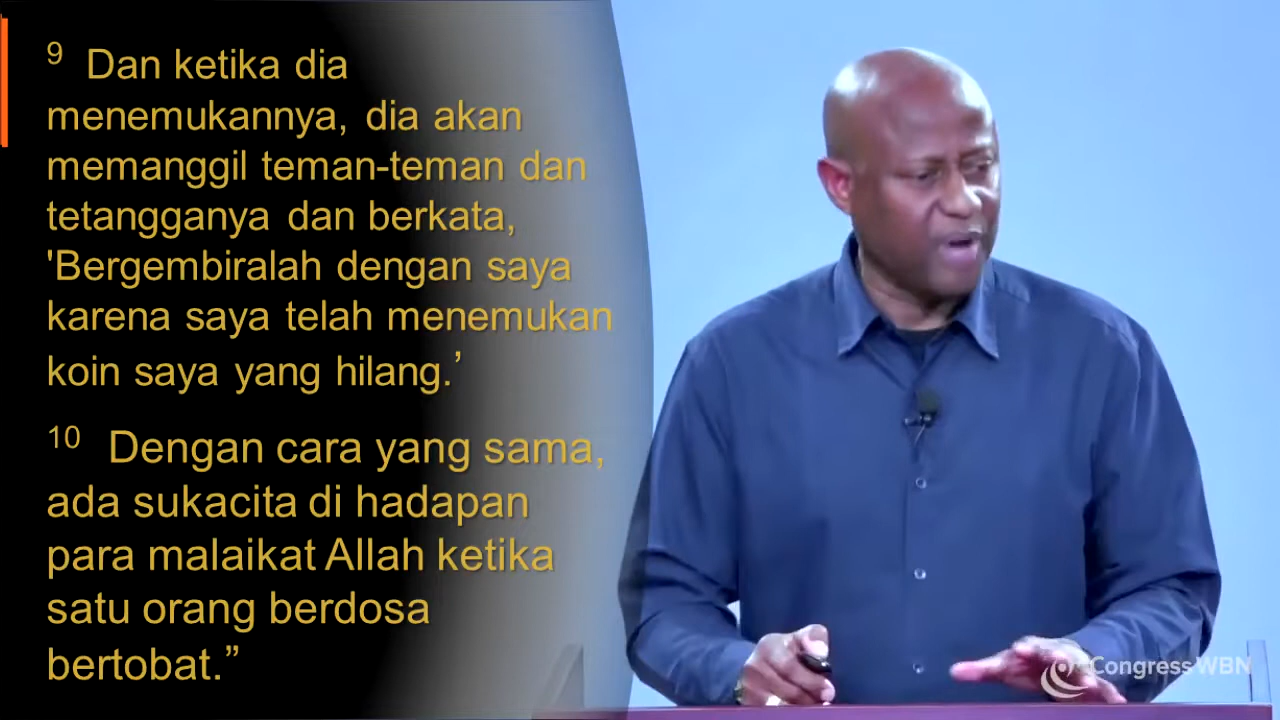 9 Dan ketika dia
menemukannya, dia akan
memanggil teman-teman dan
tetangganya dan berkata,
'Bergembiralah dengan saya
karena saya telah menemukan
koin saya yang hilang.’
10 Dengan cara yang sama,
ada sukacita di hadapan
para malaikat Allah ketika
satu orang berdosa
bertobat.”
CongressWBN